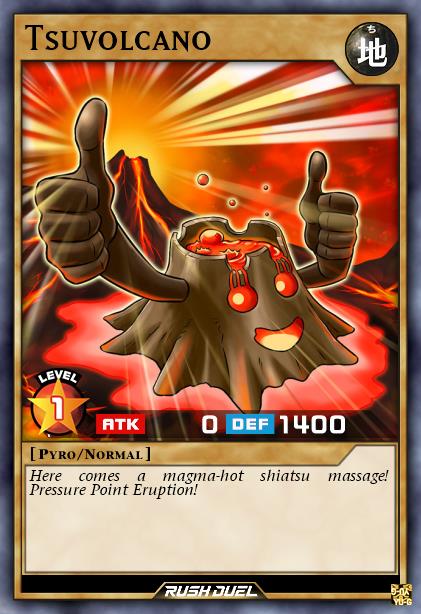 Tsuvolcano
ち
地
LEVEL
1
ATK 0 DEF 1400
[Pyro/Normal]
Here comes a magma-hot shiatsu massage!
Pressure Point Eruption!
RUSH DUEL